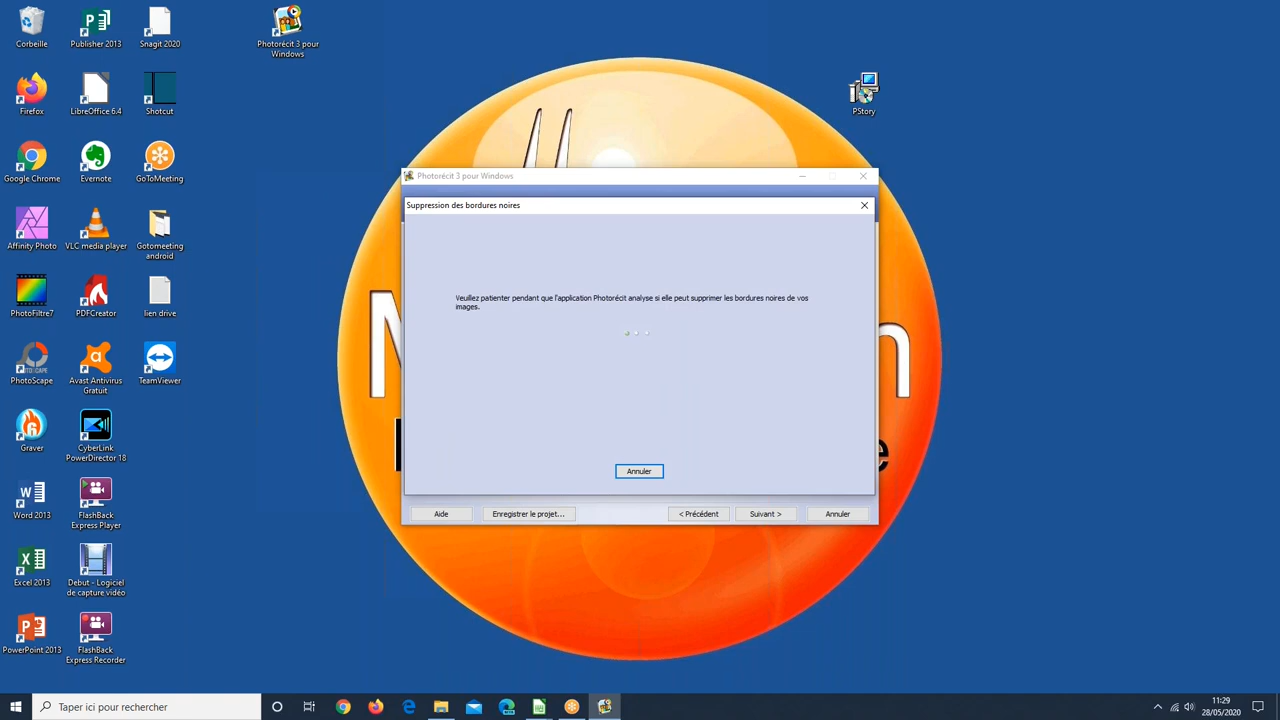 Corbeille
Publisher 2013
Snagit 2020
Photorécit 3 pour
Windows
Firefox
LibreOffice 6.4
Shotcut
PStory
Google Chrome
Evernote
GoToMeeting
Affinity Photo
VLC media player
Gotomeeting
android
PhotoFiltre7
PDFCreator
lien drive
PhotoScape
Avast Antivirus
Gratuit
TeamViewer
Graver
CyberLink
PowerDirector 18
Word 2013
FlashBack
Express Player
Excel 2013
Debut - Logiciel
de capture vidéo
PowerPoint 2013
FlashBack
Express Recorder
Photorécit 3 pour Windows
Suppression des bordures noires
Veuillez patienter pendant que l'application Photorécit analyse si elle peut supprimer les bordures noires de vos
images.
Annuler
Aide
Enregistrer le projet...
< Précédent
Suivant >
Annuler
Taper ici pour rechercher
11:29
28/05/2020